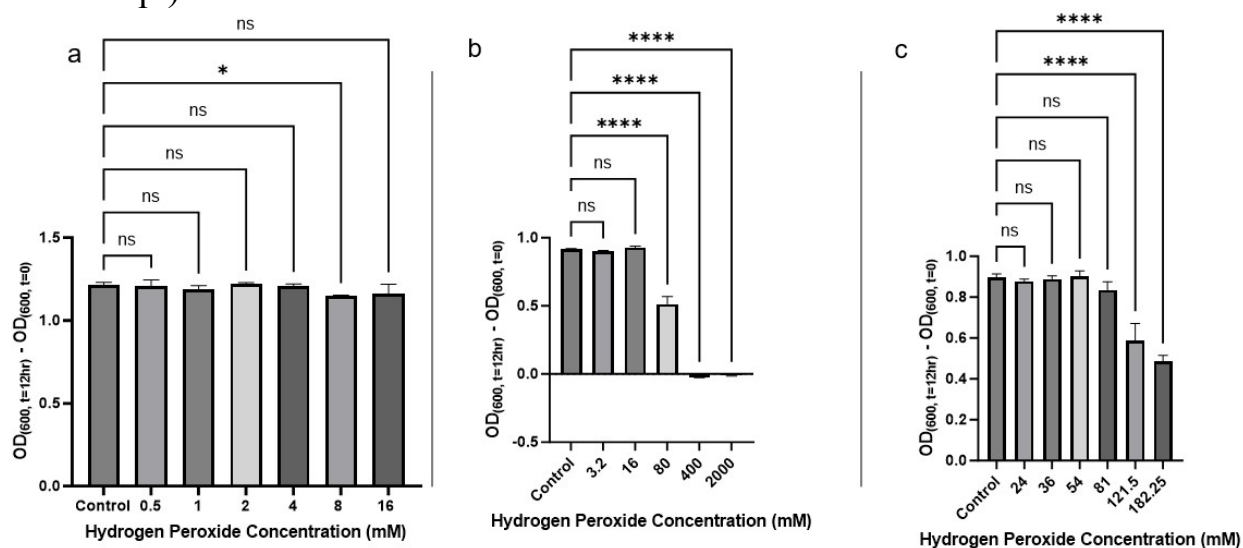 a
ns
*
ns
ns
ns
ns
OD(600, t=12hr) - OD(600, t=0)
1.5
1.0
0.5
0.0
Control 0.5 1 2 4 8 16
Hydrogen Peroxide Concentration (mM)
b
****
****
****
ns
ns
OD(600, t=12hr) - OD(600, t=0)
1.0
0.5
0.0
-0.5
Control 3.2 16 80 400 2000
Hydrogen Peroxide Concentration (mM)
c
****
****
ns
ns
ns
ns
OD(600, t=12hr) - OD(600, t=0)
1.0
0.8
0.6
0.4
0.2
0.0
Control 24 36 54 81 121.5 182.25
Hydrogen Peroxide Concentration (mM)